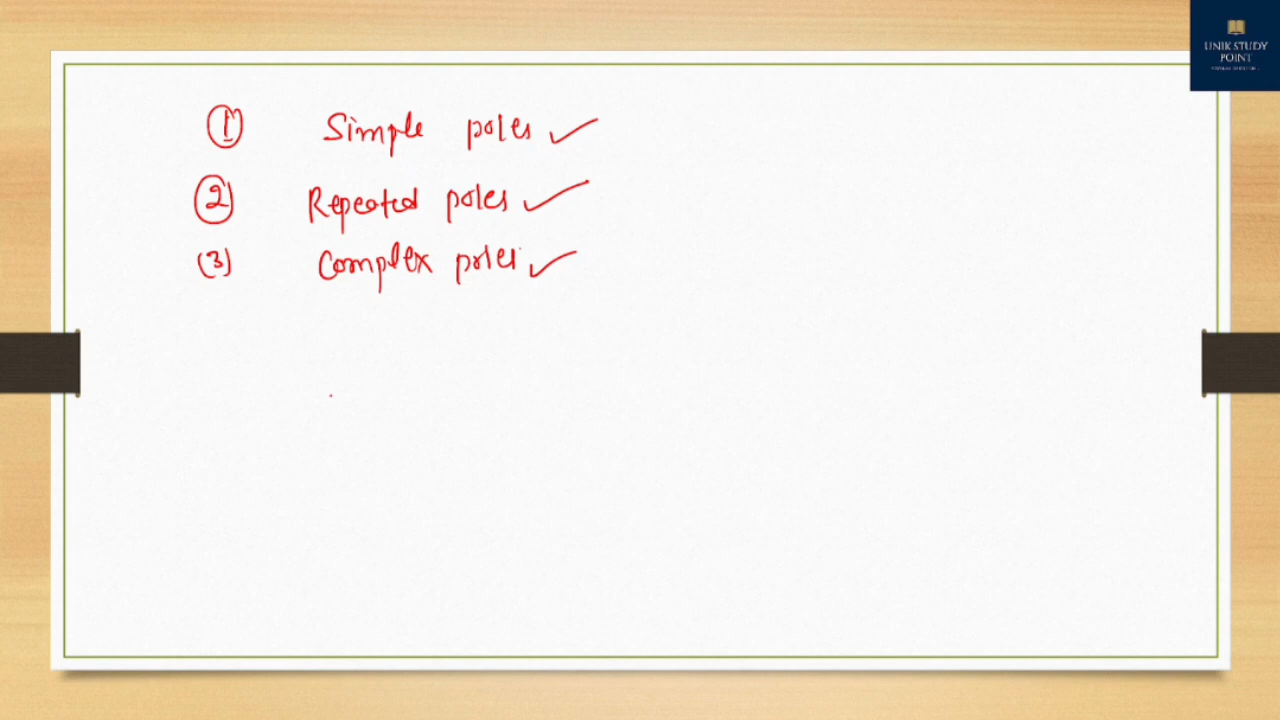 UNIK STUDY
POINT
① Simple poles ✓
② Repeated poles ✓
(3) Complex poles ✓